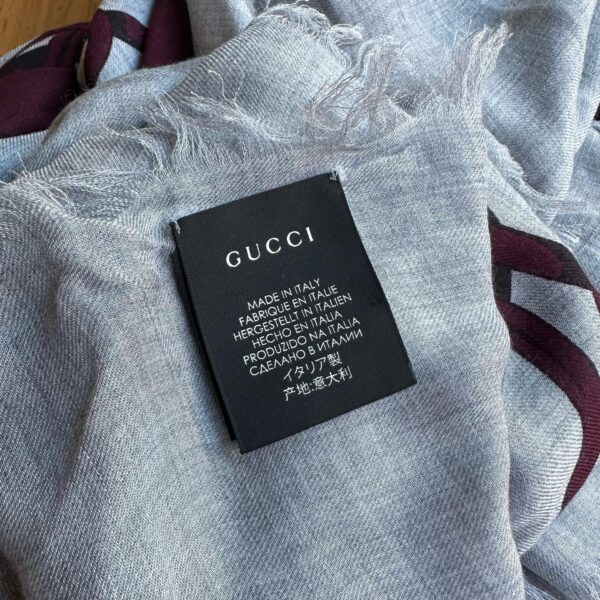 GUCCI
MADE IN ITALY
FABRIQUE EN ITALIE
HERGESTELLT IN ITALIEN
HECHO EN ITALIA
PRODUZIDO NA ITALIA
СДЕЛАНО В ИТАЛИИ
イタリア製
产地:意大利